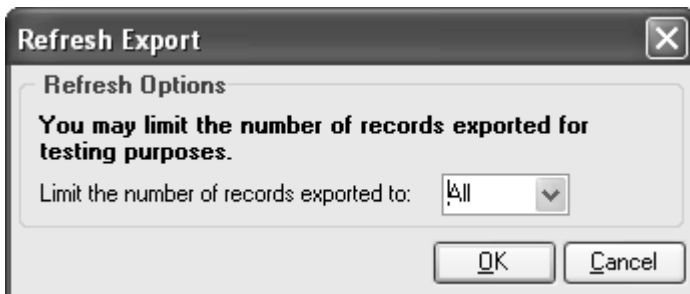 Refresh Export
Refresh Options
You may limit the number of records exported for
testing purposes.
Limit the number of records exported to: All
OK Cancel